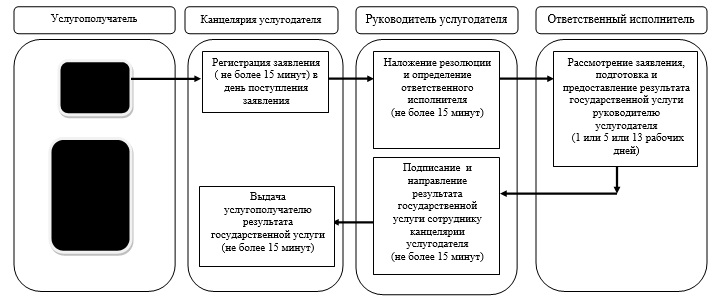 Услугополучатель
Канцелярия услугодателя
Руководитель услугодателя
Ответственный исполнитель
Регистрация заявления
( не более 15 минут) в
день поступления
заявления
Наложение резолюции
и определение
ответственного
исполнителя
(не более 15 минут)
Рассмотрение заявления,
подготовка и
предоставление результата
государственной услуги
руководителю
услугодателя
(1 или 5 или 13 рабочих
дней)
Подписание и
направление
результата
государственной
услуги сотруднику
канцелярии
услугодателя
(не более 15 минут)
Выдача
услугополучателю
результата
государственной услуги
(не более 15 минут)